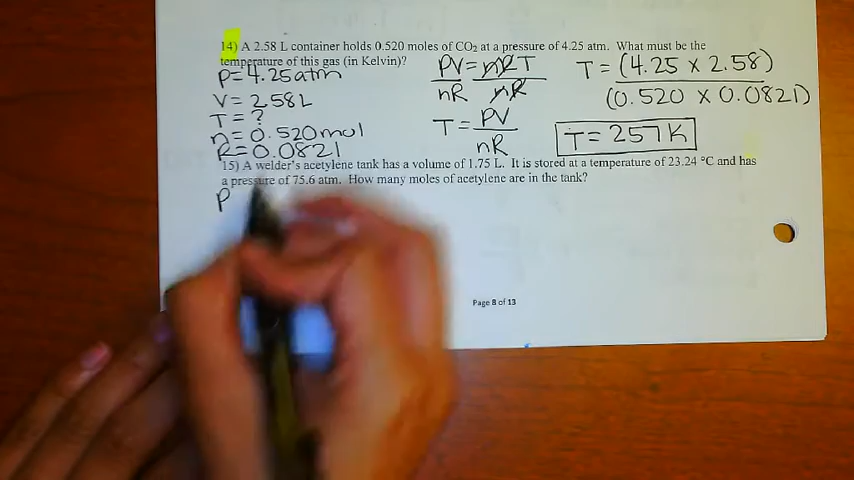 14) A 2.58 L container holds 0.520 moles of CO₂ at a pressure of 4.25 atm. What must be the
temperature of this gas (in Kelvin)?
P=4.25atm
V = 2.58L
T = ?
n = 0.520mol
R = 0.0821
PV = nRT
nR nR
T = PV
nR
T = (4.25 x 2.58)
(0.520 x 0.0821)
T = 257K
15) A welder's acetylene tank has a volume of 1.75 L. It is stored at a temperature of 23.24 °C and has
a pressure of 75.6 atm. How many moles of acetylene are in the tank?
P
Page 8 of 13